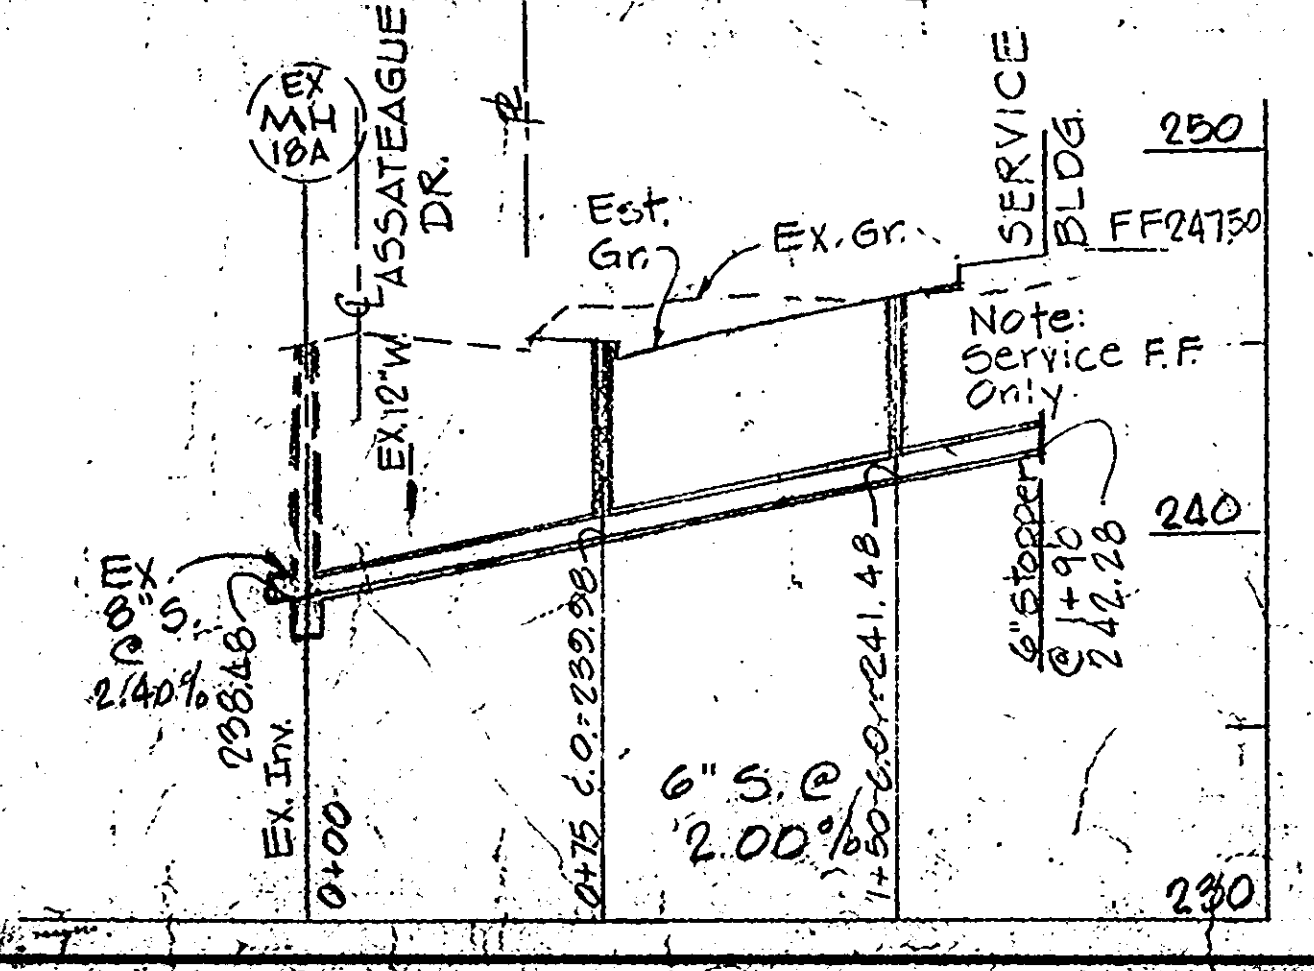 EX
MH
18A
℄ ASSATEAGUE
DR.
Est.
Gr.
Ex. Gr.
SERVICE
BLDG.
250
FF 247.50
Note:
Service F.F.
Only
EX. 12" W.
240
Ex
8" S.
@
2.40%
238.48
Ex. Inv.
0+00
0+75 C.O. = 239.98
6" S. @
2.00%
1+50 C.O. = 241.48
6" Stopper
@ 1+90
242.28
230